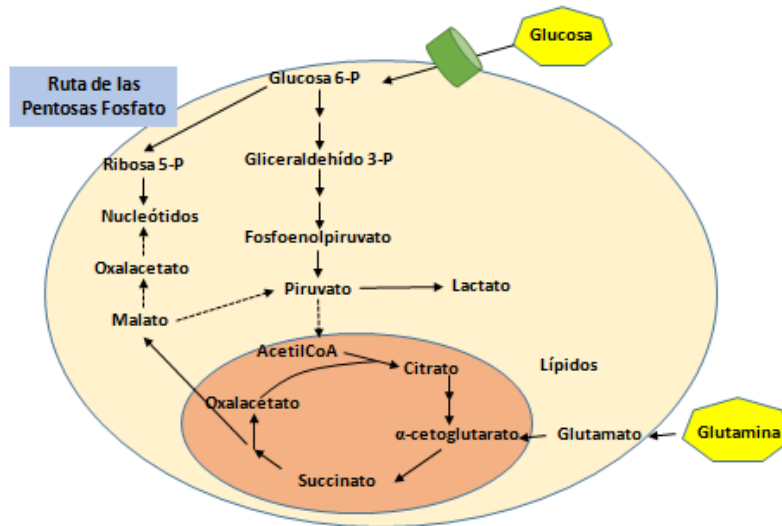 Glucosa
Ruta de las
Pentosas Fosfato
Glucosa 6-P
Ribosa 5-P
Gliceraldehído 3-P
Nucleótidos
Fosfoenolpiruvato
Oxalacetato
Piruvato
Lactato
Malato
AcetilCoA
Citrato
Lípidos
Oxalacetato
α-cetoglutarato
Glutamato
Glutamina
Succinato